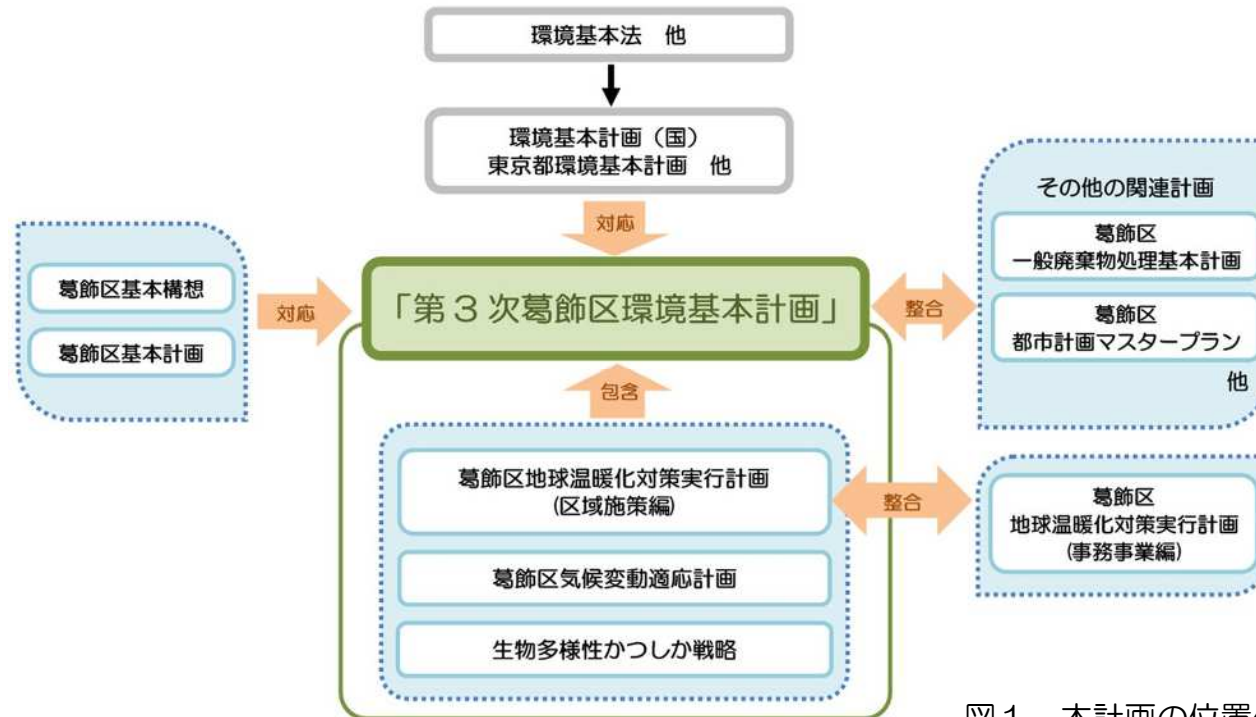 環境基本法　他
環境基本計画（国）
東京都環境基本計画　他
対応
葛飾区基本構想
葛飾区基本計画
対応
「第３次葛飾区環境基本計画」
整合
その他の関連計画
葛飾区
一般廃棄物処理基本計画
葛飾区
都市計画マスタープラン
他
包含
葛飾区地球温暖化対策実行計画
(区域施策編)
葛飾区気候変動適応計画
生物多様性かつしか戦略
整合
葛飾区
地球温暖化対策実行計画
(事務事業編)
図１　本計画の位置